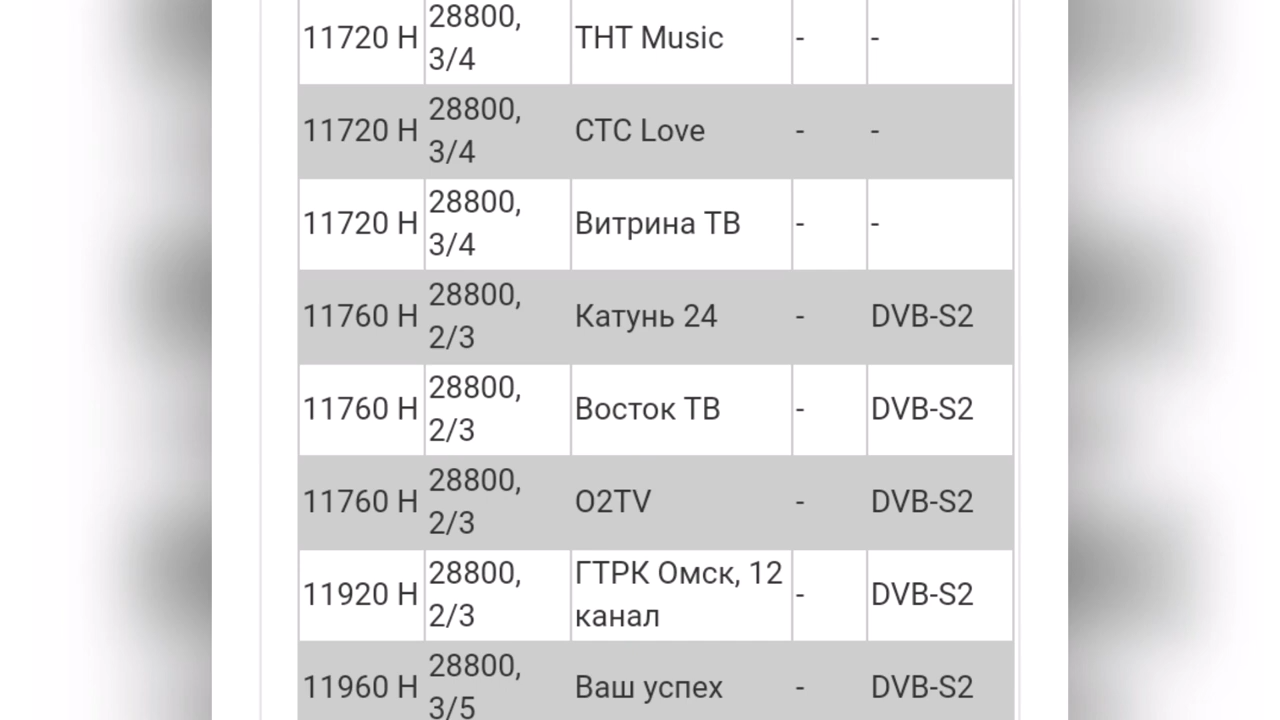 11720 H 28800, 3/4 ТНТ Music - -
11720 H 28800, 3/4 СТС Love - -
11720 H 28800, 3/4 Витрина ТВ - -
11760 H 28800, 2/3 Катунь 24 - DVB-S2
11760 H 28800, 2/3 Восток ТВ - DVB-S2
11760 H 28800, 2/3 O2TV - DVB-S2
11920 H 28800, 2/3 ГТРК Омск, 12 канал - DVB-S2
11960 H 28800, 3/5 Ваш успех - DVB-S2